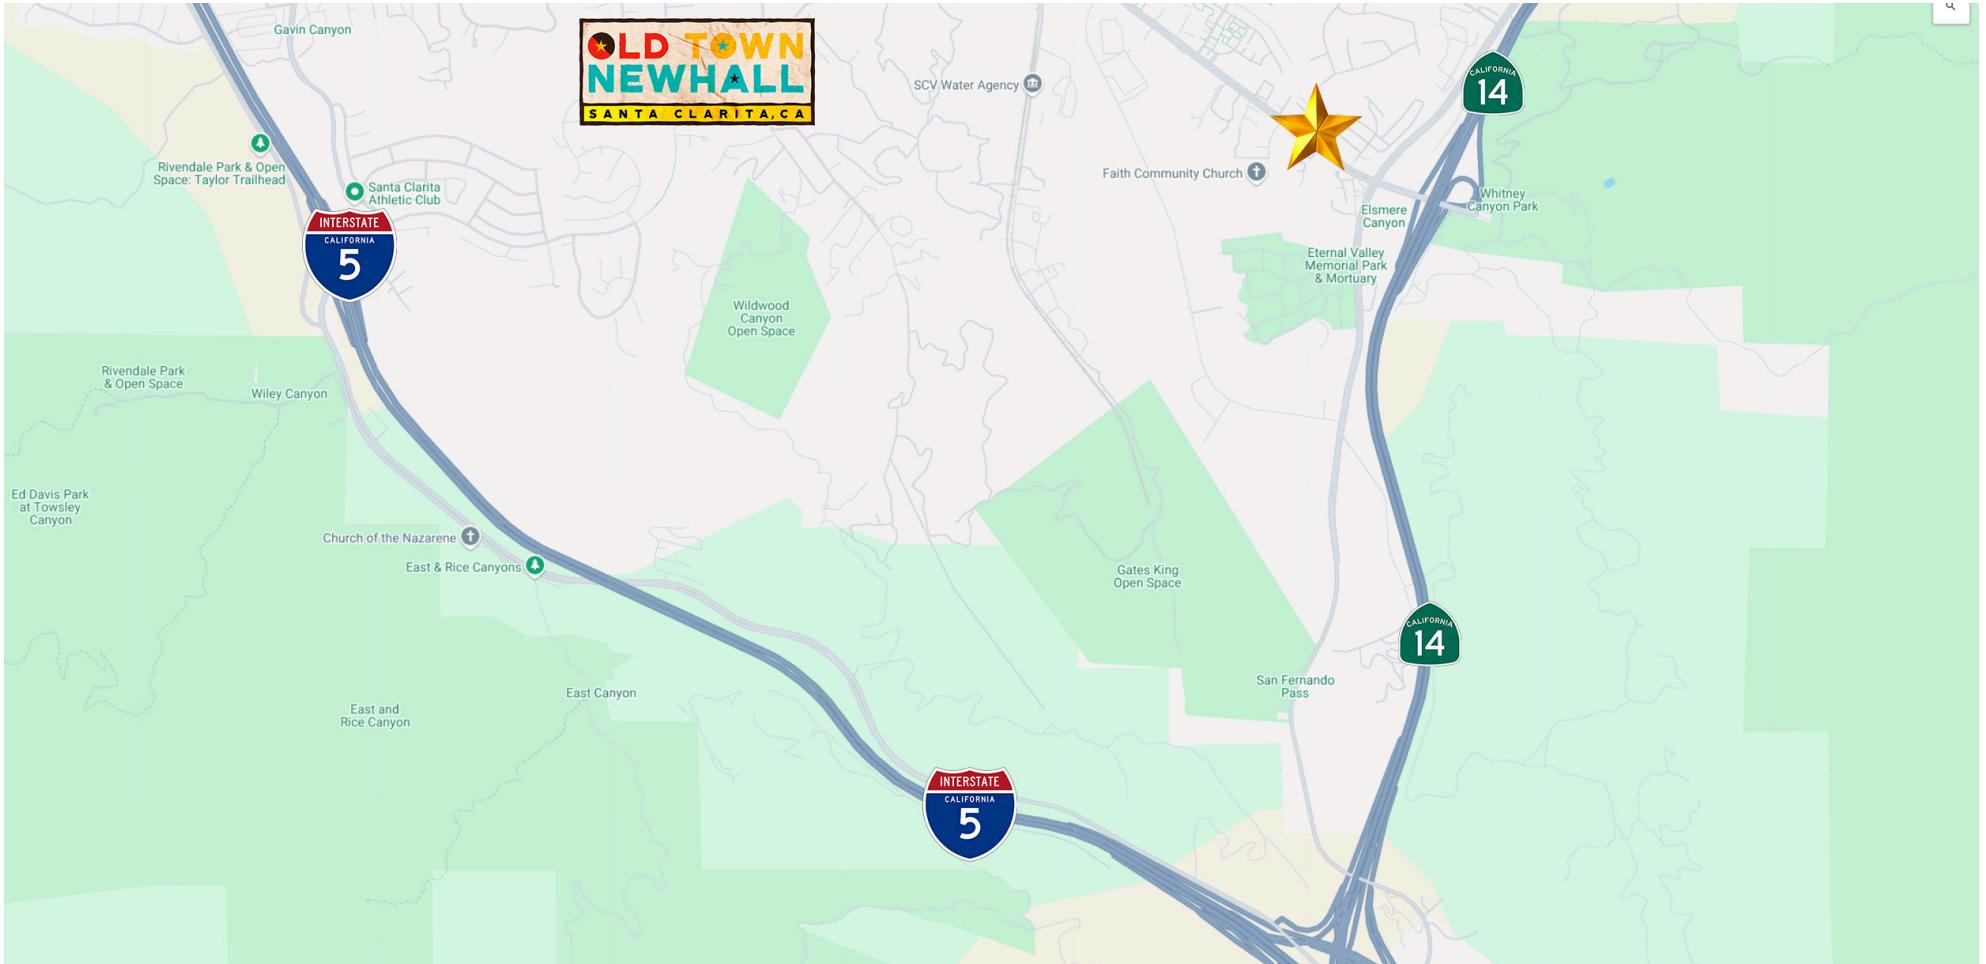 Gavin Canyon
OLD TOWN
NEWHALL
SANTA CLARITA, CA
SCV Water Agency
CALIFORNIA
14
Rivendale Park & Open
Space: Taylor Trailhead
Santa Clarita
Athletic Club
Faith Community Church
Whitney
Canyon Park
Elsmere
Canyon
INTERSTATE
CALIFORNIA
5
Eternal Valley
Memorial Park
& Mortuary
Wildwood
Canyon
Open Space
Rivendale Park
& Open Space
Wiley Canyon
Ed Davis Park
at Towsley
Canyon
Church of the Nazarene
East & Rice Canyons
Gates King
Open Space
CALIFORNIA
14
San Fernando
Pass
East Canyon
East and
Rice Canyon
INTERSTATE
CALIFORNIA
5